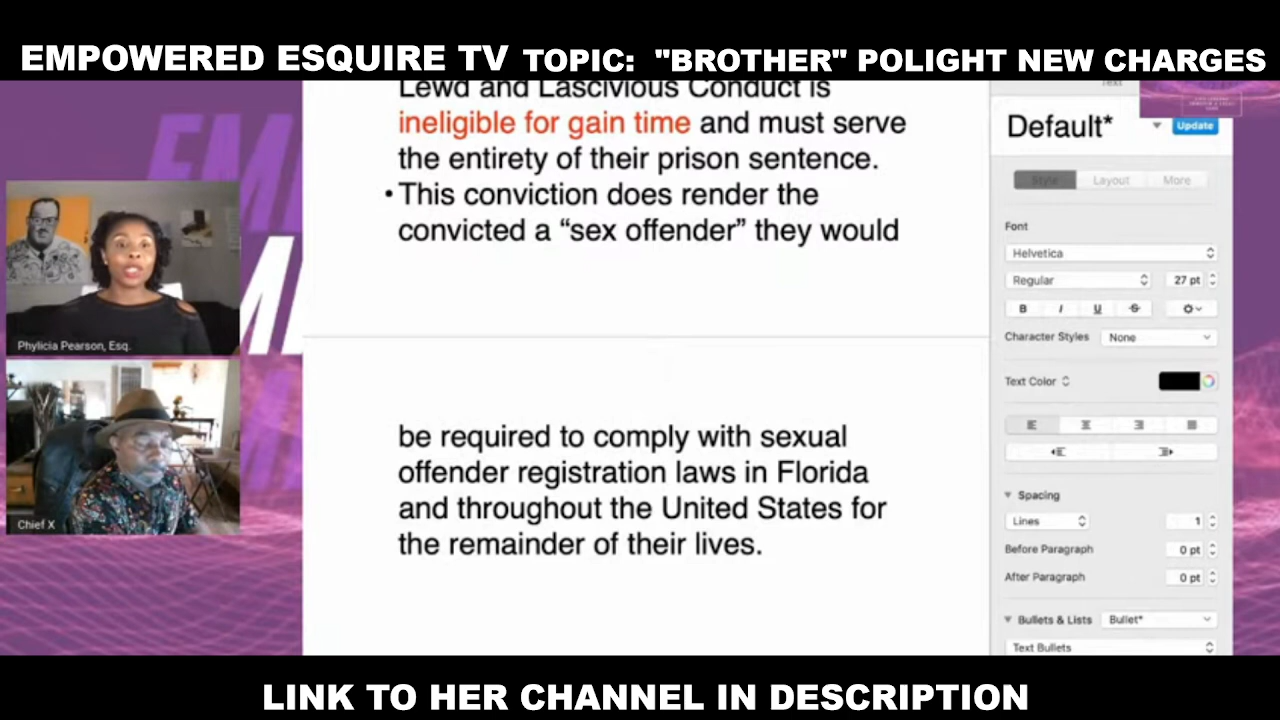 EMPOWERED ESQUIRE TV TOPIC: "BROTHER" POLIGHT NEW CHARGES
Lewd and Lascivious Conduct is
ineligible for gain time and must serve
the entirety of their prison sentence.
• This conviction does render the
convicted a “sex offender” they would
be required to comply with sexual
offender registration laws in Florida
and throughout the United States for
the remainder of their lives.
Phylicia Pearson, Esq.
Chief X
Text
Default*
Update
Style Layout More
Font
Helvetica
Regular 27 pt
B I U S
Character Styles None
Text Color
Spacing
Lines 1
Before Paragraph 0 pt
After Paragraph 0 pt
Bullets & Lists Bullet*
Text Bullets
LINK TO HER CHANNEL IN DESCRIPTION